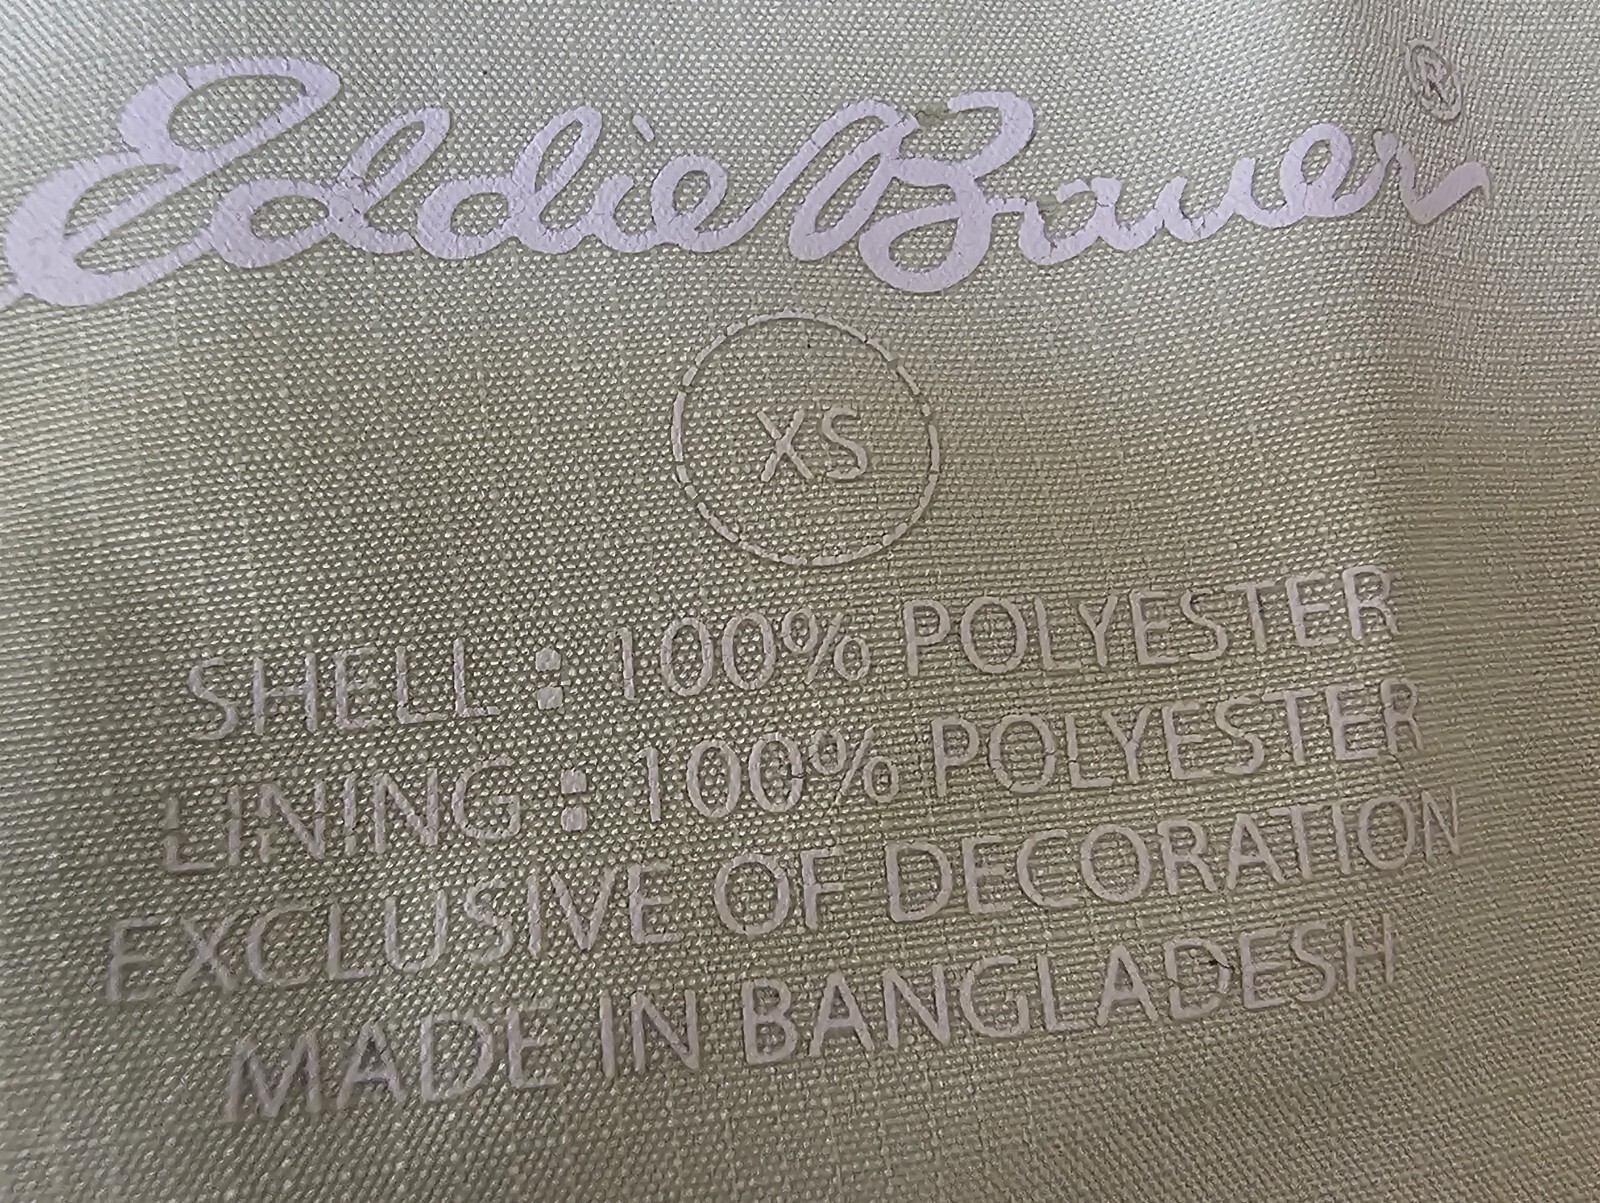 Eddie Bauer®
XS
SHELL : 100% POLYESTER
LINING : 100% POLYESTER
EXCLUSIVE OF DECORATION
MADE IN BANGLADESH